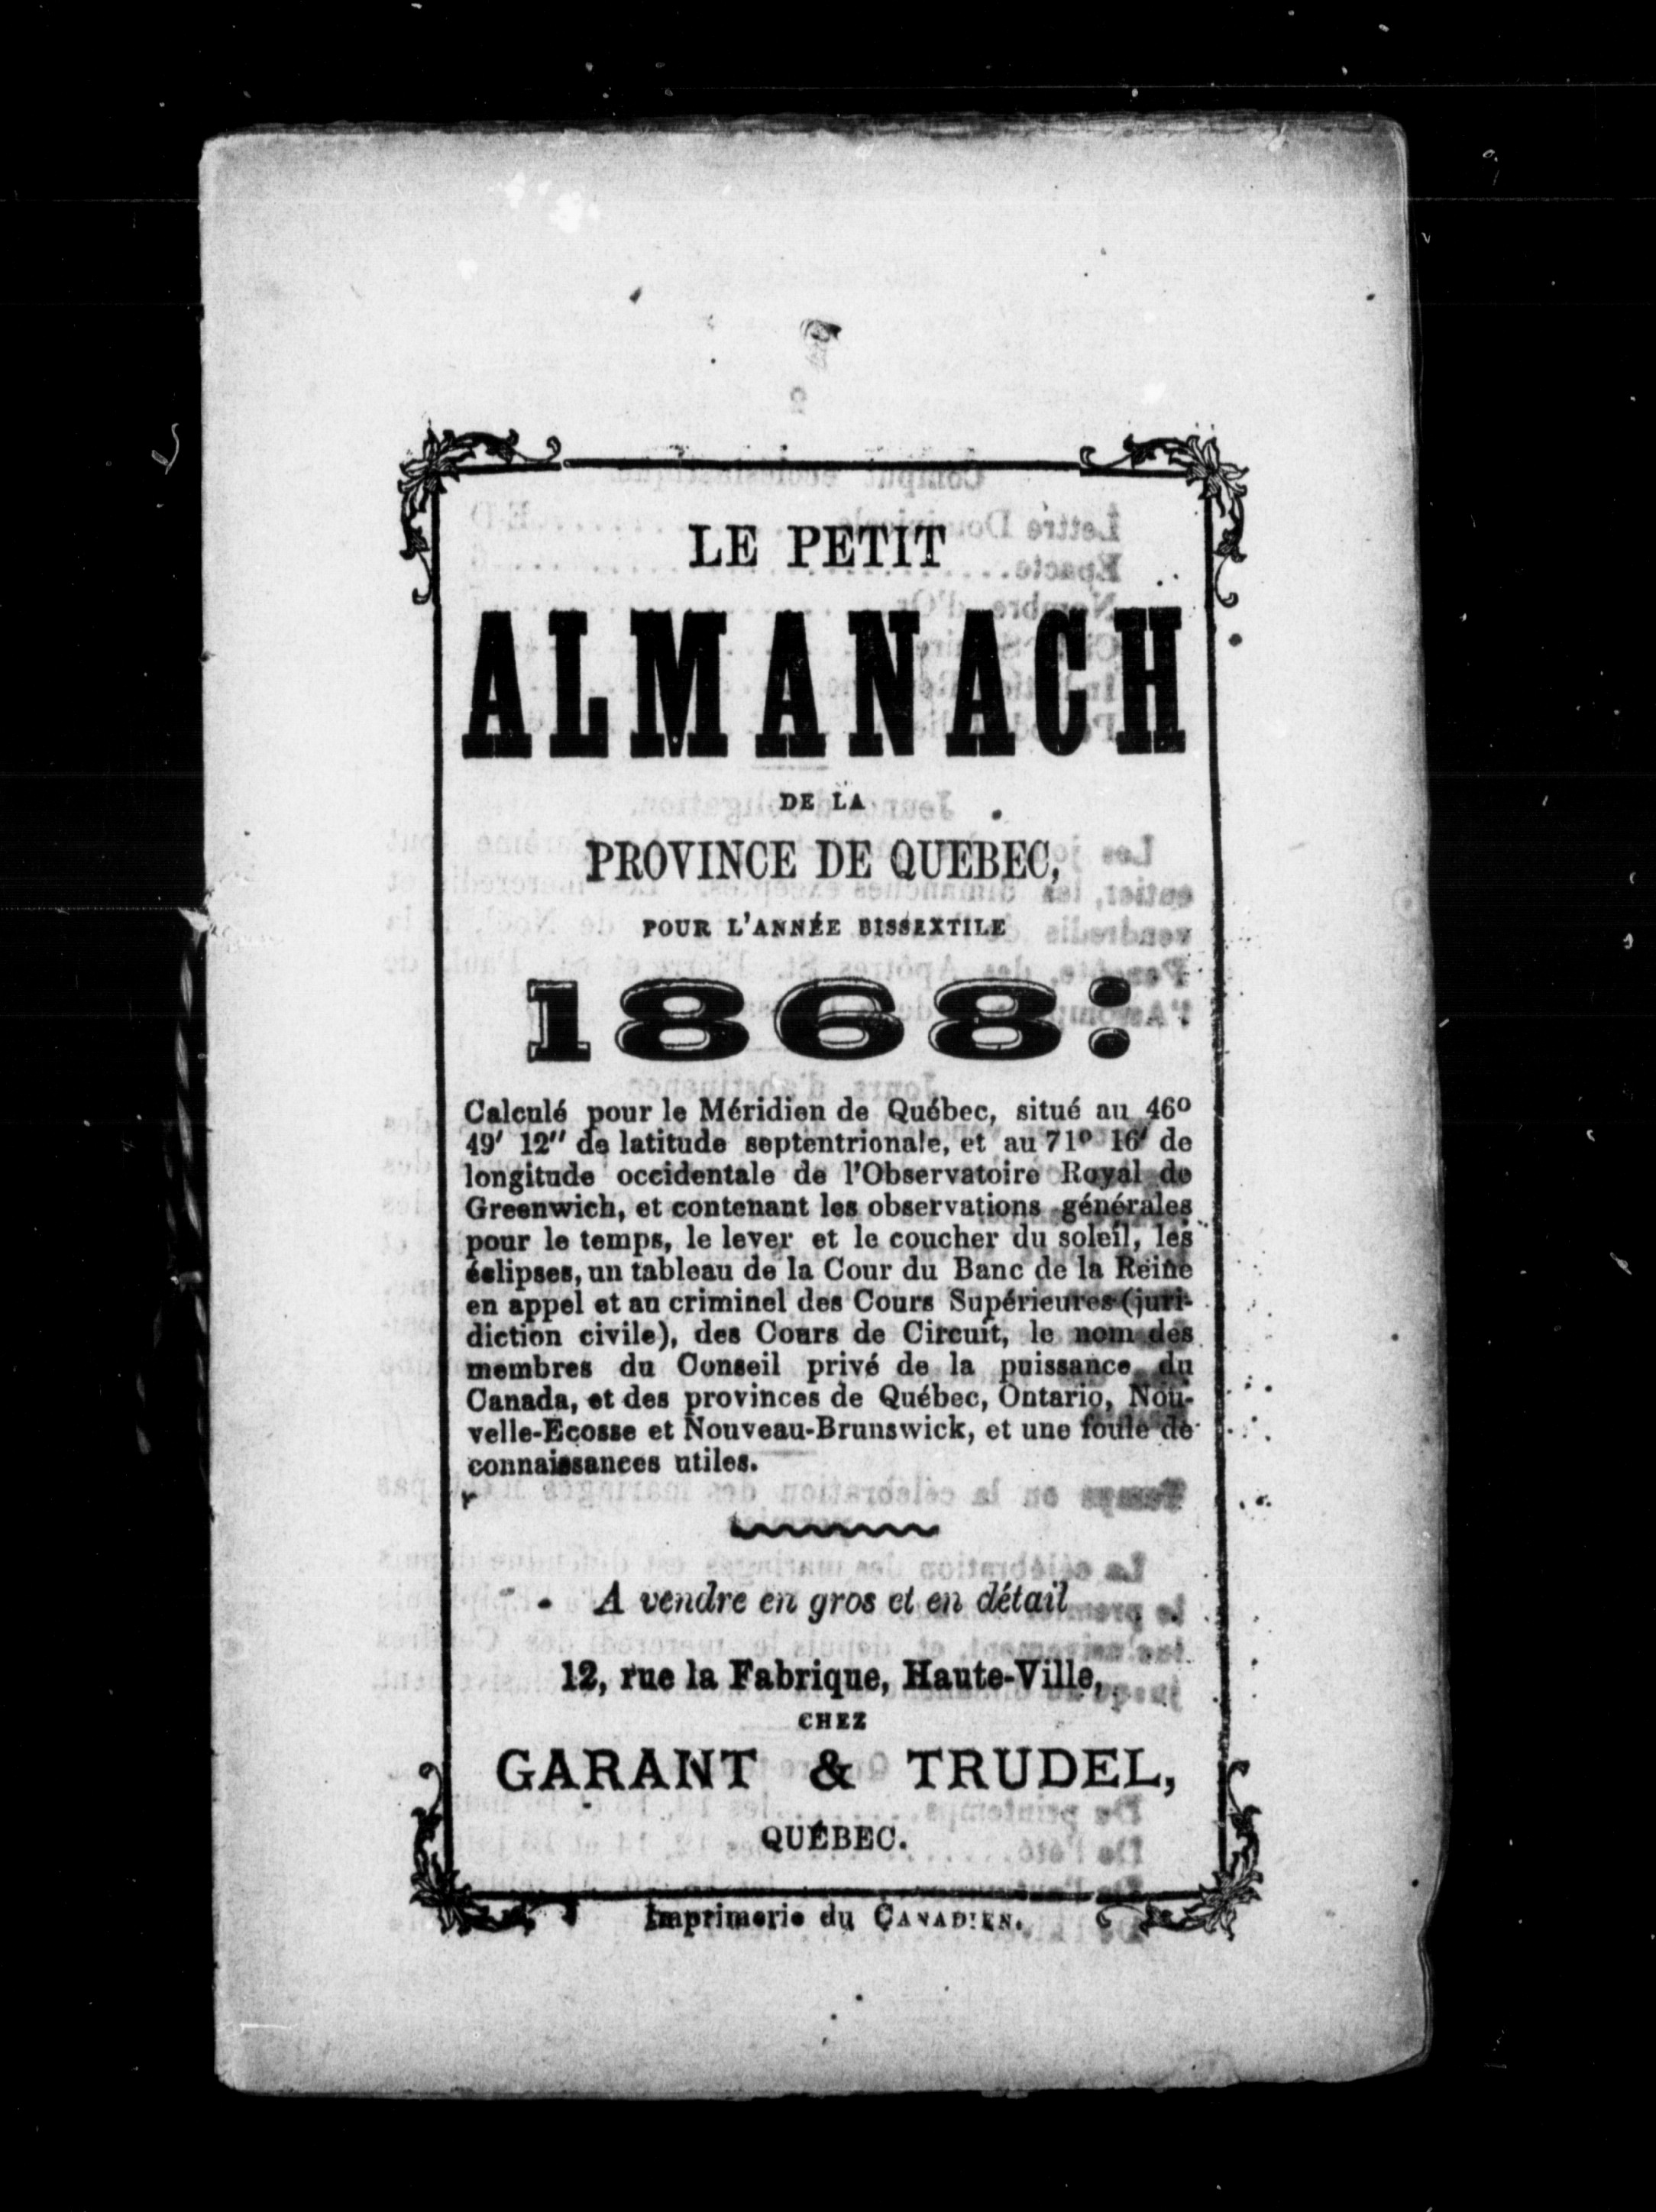 LE PETIT
ALMANACH
DE LA
PROVINCE DE QUEBEC,
POUR L'ANNÉE BISSEXTILE
1868:
Calculé pour le Méridien de Québec, situé au 46º
49' 12" de latitude septentrionale, et au 71º 16' de
longitude occidentale de l'Observatoire Royal de
Greenwich, et contenant les observations générales
pour le temps, le lever et le coucher du soleil, les
éclipses, un tableau de la Cour du Banc de la Reine
en appel et au criminel des Cours Supérieures (juri-
diction civile), des Cours de Circuit, le nom des
membres du Conseil privé de la puissance du
Canada, et des provinces de Québec, Ontario, Nou-
velle-Ecosse et Nouveau-Brunswick, et une foule de
connaissances utiles.
A vendre en gros et en détail
12, rue la Fabrique, Haute-Ville,
CHEZ
GARANT & TRUDEL,
QUÉBEC.
Imprimerie du CANADIEN.